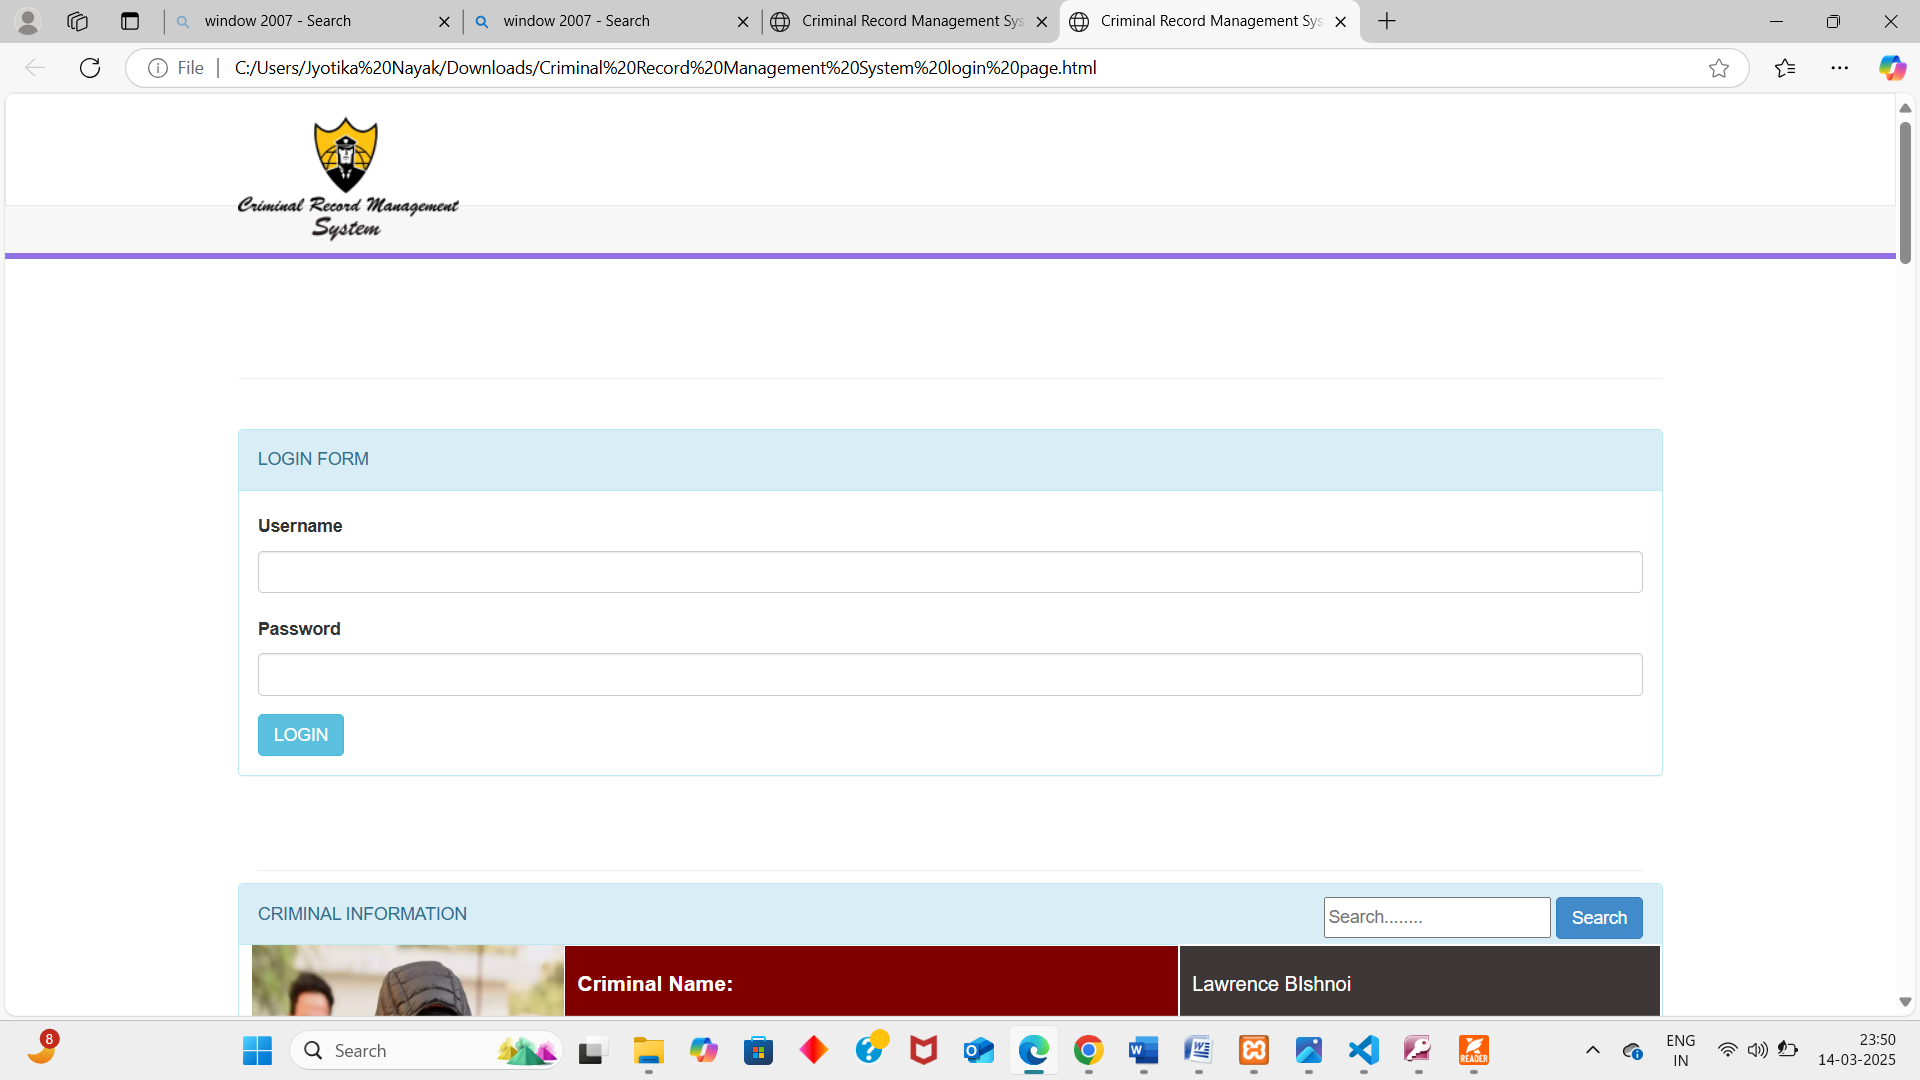 window 2007 - Search
window 2007 - Search
Criminal Record Management Sys
Criminal Record Management Sys
File
C:/Users/Jyotika%20Nayak/Downloads/Criminal%20Record%20Management%20System%20login%20page.html
Criminal Record Management
System
LOGIN FORM
Username
Password
LOGIN
CRIMINAL INFORMATION
Search........
Search
Criminal Name:
Lawrence BIshnoi
8
Search
READER
ENG
IN
23:50
14-03-2025